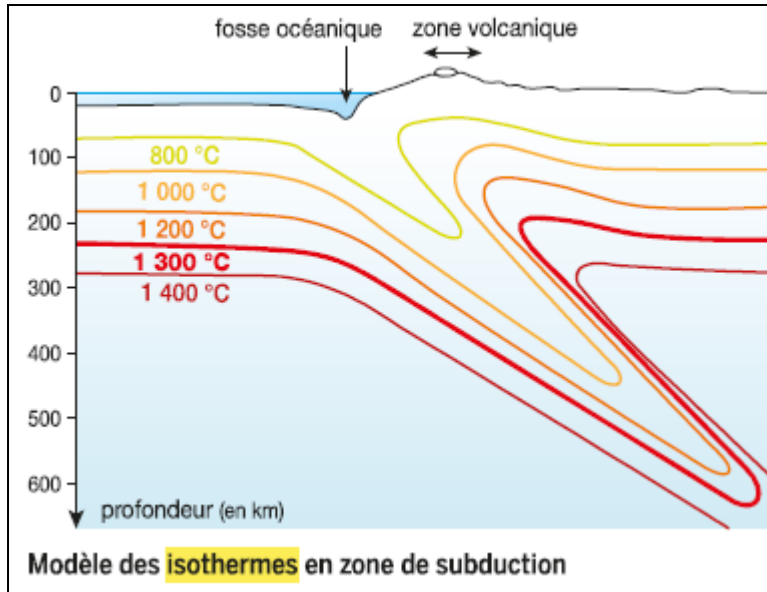 fosse océanique
zone volcanique
0
100
200
300
400
500
600
800 °C
1 000 °C
1 200 °C
1 300 °C
1 400 °C
profondeur (en km)
Modèle des isothermes en zone de subduction